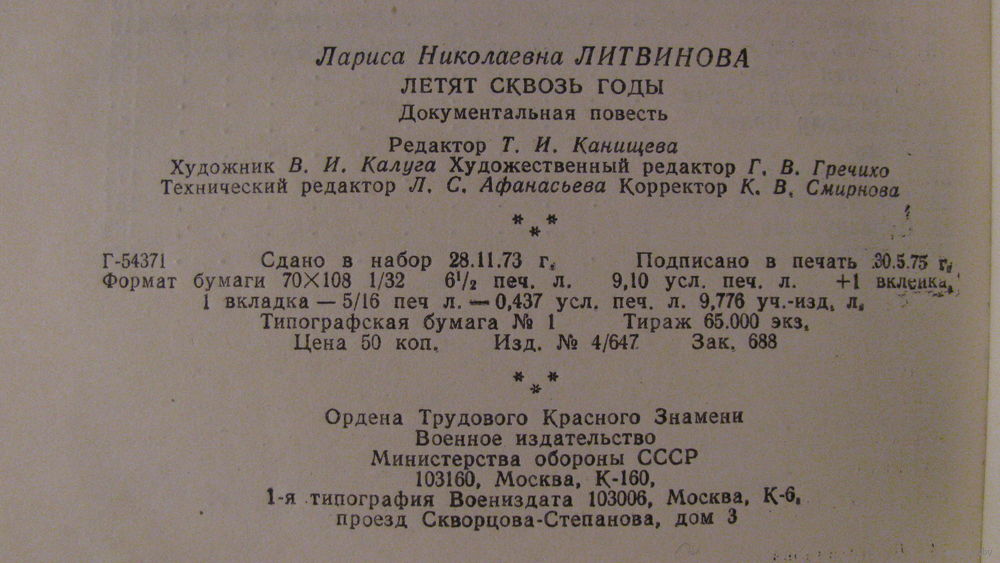 Лариса Николаевна ЛИТВИНОВА
ЛЕТЯТ СКВОЗЬ ГОДЫ
Документальная повесть
Редактор Т. И. Канищева
Художник В. И. Калуга Художественный редактор Г. В. Гречихо
Технический редактор Л. С. Афанасьева Корректор К. В. Смирнова
* * *
Г-54371 Сдано в набор 28.11.73 г. Подписано в печать 30.5.75 г.
Формат бумаги 70×108 1/32 6½ печ. л. 9,10 усл. печ. л. +1 вклейка,
1 вкладка — 5/16 печ л. — 0,437 усл. печ. л. 9,776 уч.-изд. л.
Типографская бумага № 1 Тираж 65.000 экз.
Цена 50 коп. Изд. № 4/647 Зак. 688
* * *
Ордена Трудового Красного Знамени
Военное издательство
Министерства обороны СССР
103160, Москва, К-160,
1-я типография Воениздата 103006, Москва, К-6,
проезд Скворцова-Степанова, дом 3